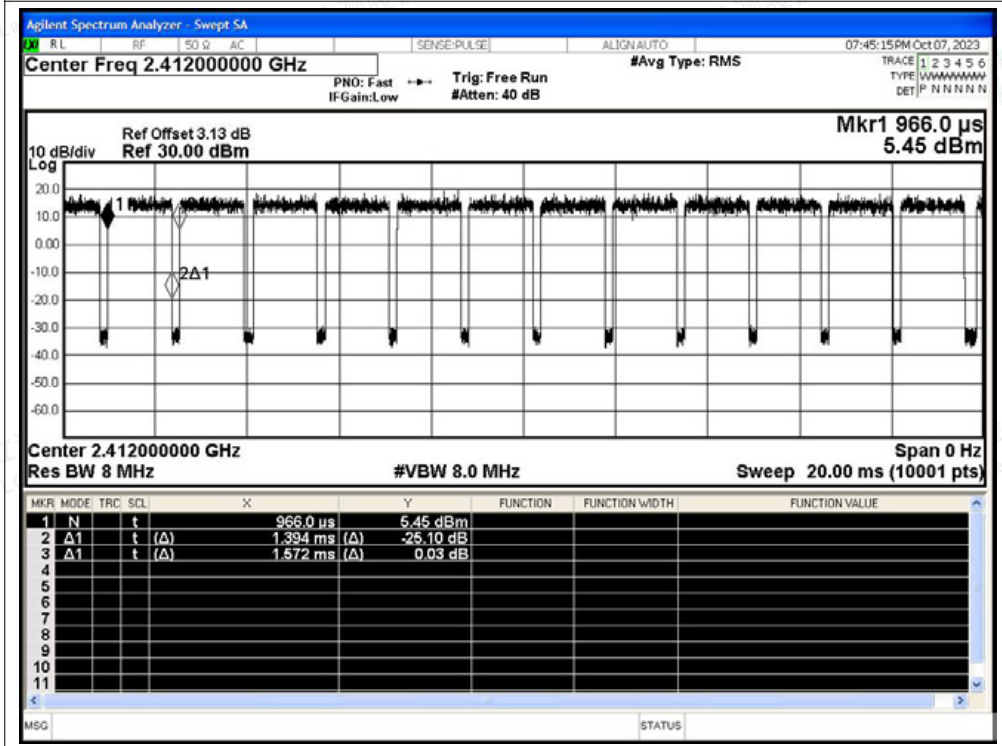 Agilent Spectrum Analyzer - Swept SA
RL RF 50 Ω AC SENSE:PULSE ALIGN AUTO 07:45:15 PM Oct 07, 2023
Center Freq 2.412000000 GHz #Avg Type: RMS TRACE 1 2 3 4 5 6
PNO: Fast Trig: Free Run TYPE WWWWWW
IFGain:Low #Atten: 40 dB DET P N N N N N
Mkr1 966.0 µs
Ref Offset 3.13 dB
10 dB/div Ref 30.00 dBm 5.45 dBm
Log
20.0
1
10.0
0.00
-10.0
2Δ1
-20.0
-30.0
-40.0
-50.0
-60.0
Center 2.412000000 GHz Span 0 Hz
Res BW 8 MHz #VBW 8.0 MHz Sweep 20.00 ms (10001 pts)
MKR MODE TRC SCL X Y FUNCTION FUNCTION WIDTH FUNCTION VALUE
1 N t 966.0 µs 5.45 dBm
2 Δ1 t (Δ) 1.394 ms (Δ) -25.10 dB
3 Δ1 t (Δ) 1.572 ms (Δ) 0.03 dB
4
5
6
7
8
9
10
11
MSG STATUS